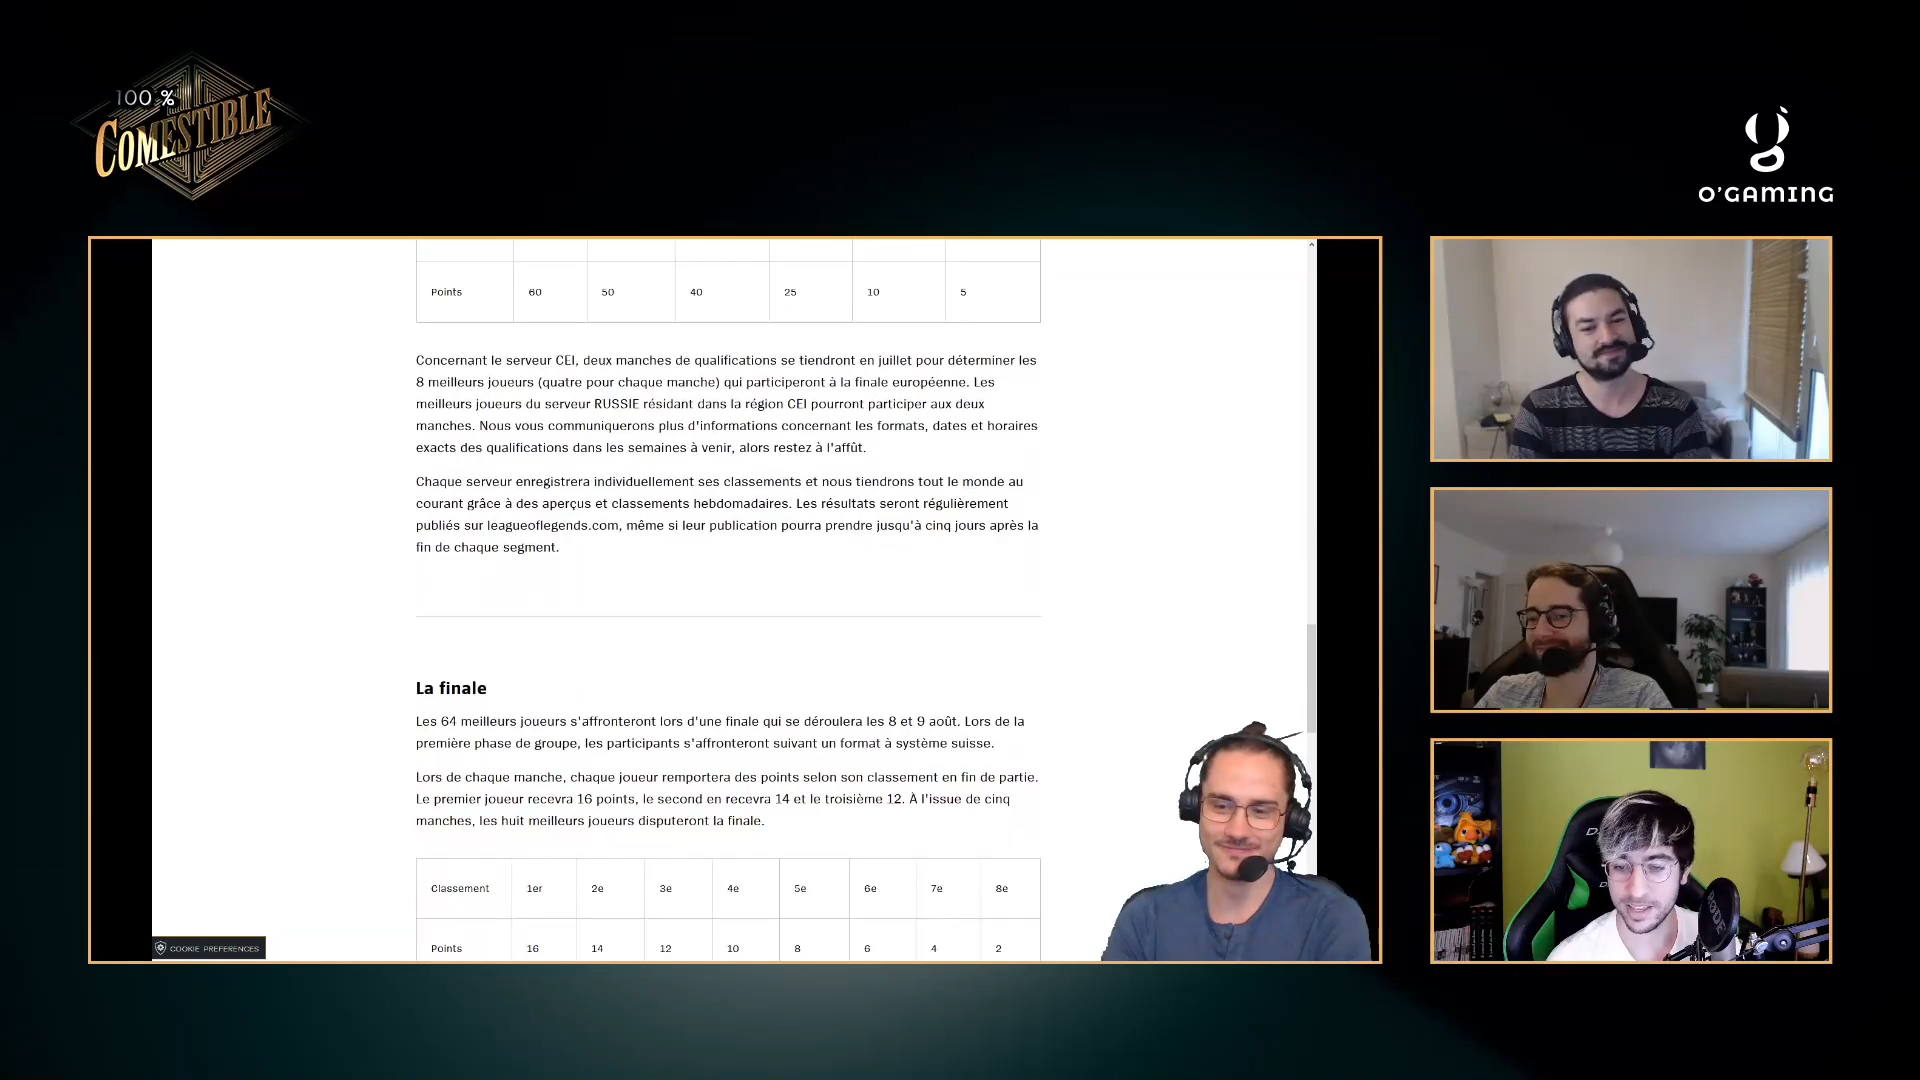 100 %
COMESTIBLE
O'GAMING
Points 60 50 40 25 10 5
Concernant le serveur CEI, deux manches de qualifications se tiendront en juillet pour déterminer les
8 meilleurs joueurs (quatre pour chaque manche) qui participeront à la finale européenne. Les
meilleurs joueurs du serveur RUSSIE résidant dans la région CEI pourront participer aux deux
manches. Nous vous communiquerons plus d'informations concernant les formats, dates et horaires
exacts des qualifications dans les semaines à venir, alors restez à l'affût.
Chaque serveur enregistrera individuellement ses classements et nous tiendrons tout le monde au
courant grâce à des aperçus et classements hebdomadaires. Les résultats seront régulièrement
publiés sur leagueoflegends.com, même si leur publication pourra prendre jusqu'à cinq jours après la
fin de chaque segment.
La finale
Les 64 meilleurs joueurs s'affronteront lors d'une finale qui se déroulera les 8 et 9 août. Lors de la
première phase de groupe, les participants s'affronteront suivant un format à système suisse.
Lors de chaque manche, chaque joueur remportera des points selon son classement en fin de partie.
Le premier joueur recevra 16 points, le second en recevra 14 et le troisième 12. À l'issue de cinq
manches, les huit meilleurs joueurs disputeront la finale.
Classement 1er 2e 3e 4e 5e 6e 7e 8e
Points 16 14 12 10 8 6 4 2
COOKIE PREFERENCES
RODE